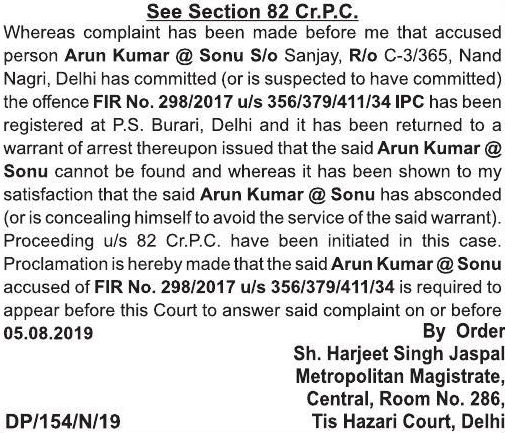 See Section 82 Cr.P.C.
Whereas complaint has been made before me that accused
person Arun Kumar @ Sonu S/o Sanjay, R/o C-3/365, Nand
Nagri, Delhi has committed (or is suspected to have committed)
the offence FIR No. 298/2017 u/s 356/379/411/34 IPC has been
registered at P.S. Burari, Delhi and it has been returned to a
warrant of arrest thereupon issued that the said Arun Kumar @
Sonu cannot be found and whereas it has been shown to my
satisfaction that the said Arun Kumar @ Sonu has absconded
(or is concealing himself to avoid the service of the said warrant).
Proceeding u/s 82 Cr.P.C. have been initiated in this case.
Proclamation is hereby made that the said Arun Kumar @ Sonu
accused of FIR No. 298/2017 u/s 356/379/411/34 is required to
appear before this Court to answer said complaint on or before
05.08.2019 By Order
Sh. Harjeet Singh Jaspal
Metropolitan Magistrate,
Central, Room No. 286,
DP/154/N/19 Tis Hazari Court, Delhi